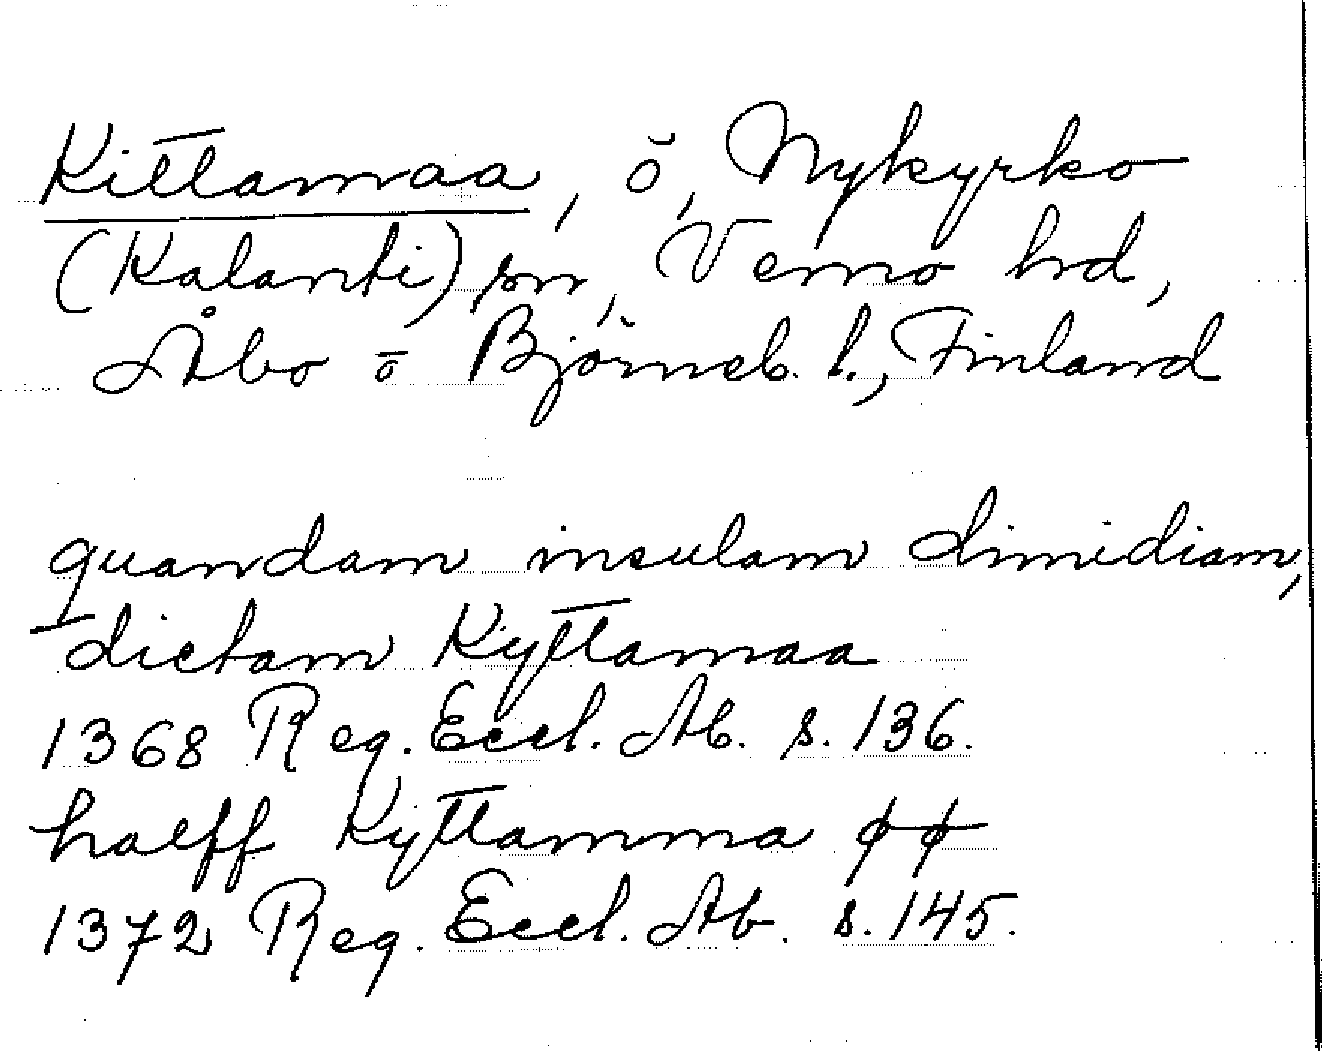 Kittamaa, ö, Nykyrko
(Kalanti) sn, Vemo hd,
Åbo o Björneb. l., Finland
quandam insulam dimidiam,
dictam Kyttamaa
1368 Reg. Eccl. Ab. s. 136.
halff Kyttamma øø
1372 Reg. Eccl. Ab. s. 145.